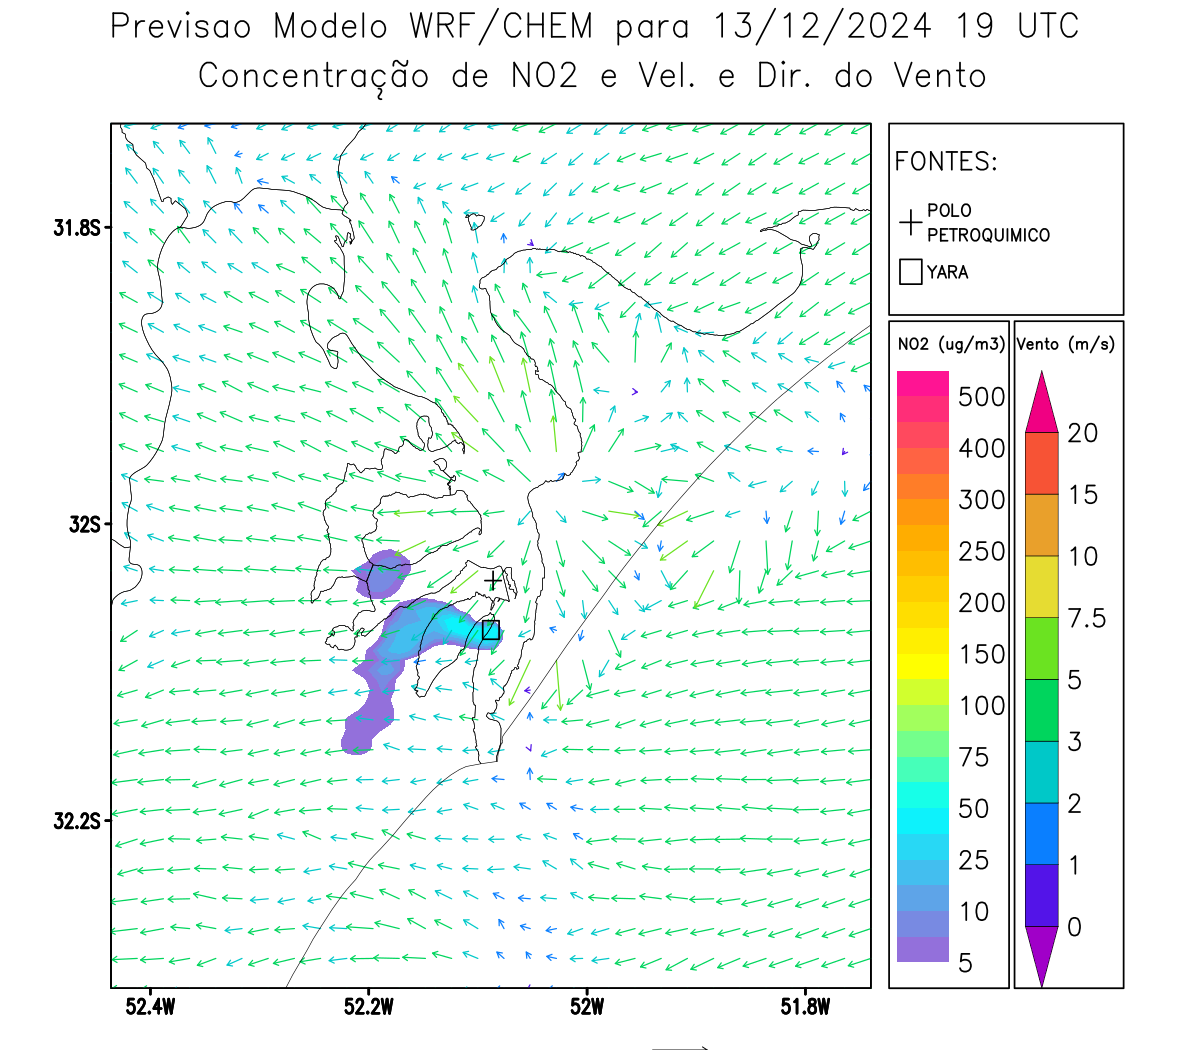 Previsao Modelo WRF/CHEM para 13/12/2024 19 UTC
Concentração de NO2 e Vel. e Dir. do Vento
FONTES:
POLO
PETROQUIMICO
YARA
NO2 (ug/m3)
500
400
300
250
200
150
100
75
50
25
10
5
Vento (m/s)
20
15
10
7.5
5
3
2
1
0
31.8S
32S
32.2S
52.4W
52.2W
52W
51.8W